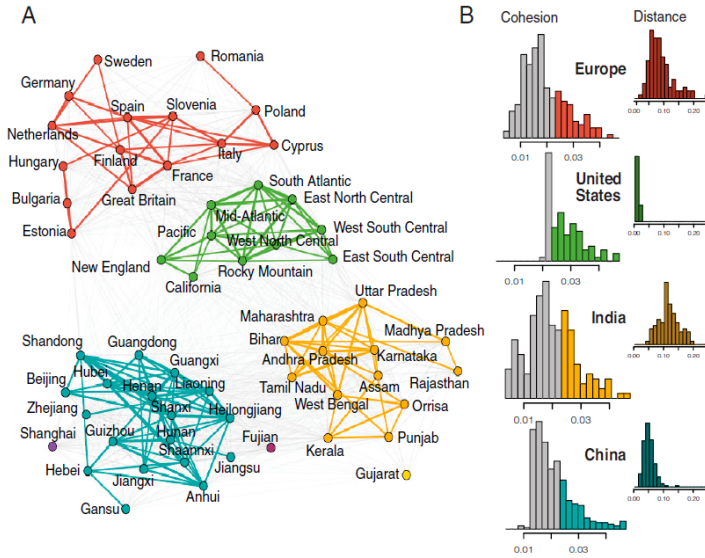 A
Sweden
Romania
Germany
Spain
Slovenia
Poland
Netherlands
Finland
Italy
Cyprus
Hungary
France
Bulgaria
Great Britain
Estonia
South Atlantic
East North Central
Mid-Atlantic
Pacific
West South Central
West North Central
New England
Rocky Mountain
East South Central
California
Uttar Pradesh
Maharashtra
Madhya Pradesh
Bihar
Andhra Pradesh
Karnataka
Tamil Nadu
Assam
Rajasthan
West Bengal
Orrisa
Kerala
Punjab
Gujarat
Shandong
Guangdong
Guangxi
Hubei
Beijing
Henan
Liaoning
Zhejiang
Shanxi
Heilongjiang
Shanghai
Guizhou
Hunan
Fujian
Shaannxi
Hebei
Jiangxi
Jiangsu
Anhui
Gansu
B
Cohesion
Distance
Europe
0.01 0.03
0.00 0.10 0.20
United
States
0.01 0.03
0.00 0.10 0.20
India
0.01 0.03
0.00 0.10 0.20
China
0.01 0.03
0.00 0.10 0.20